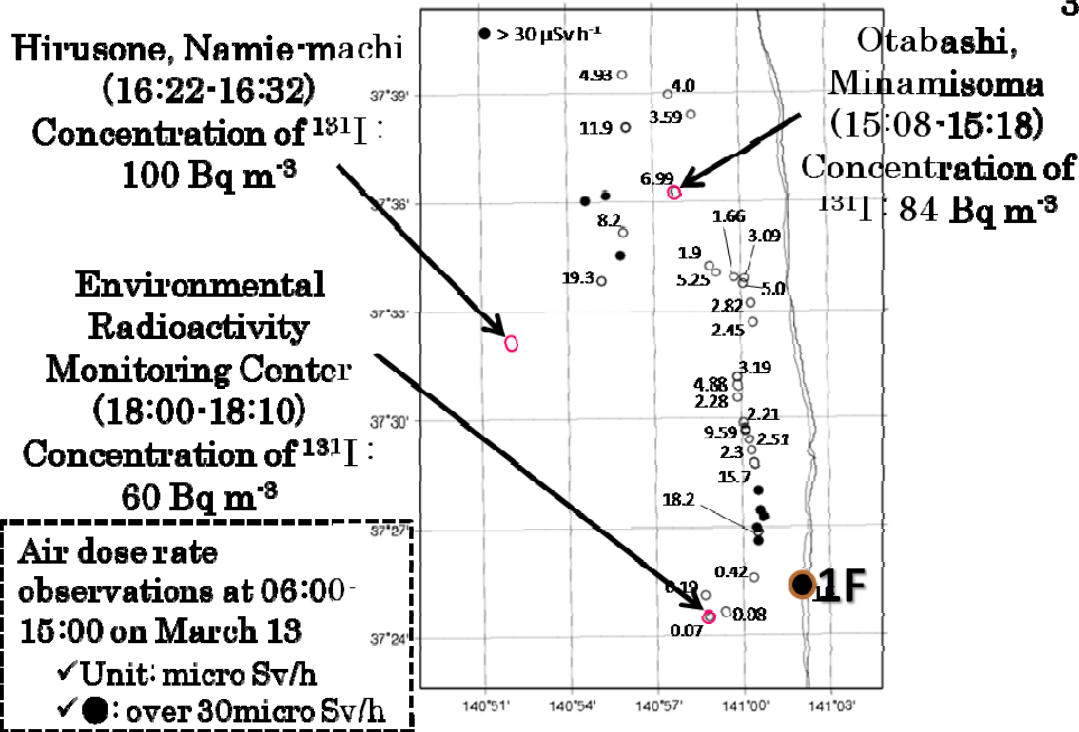 3
Hirusone, Namie-machi
(16:22-16:32)
Concentration of ¹³¹I :
100 Bq m⁻³
Environmental
Radioactivity
Monitoring Center
(18:00-18:10)
Concentration of ¹³¹I :
60 Bq m⁻³
Air dose rate
observations at 06:00-
15:00 on March 13
✓Unit: micro Sv/h
✓●: over 30micro Sv/h
Otabashi,
Minamisoma
(15:08-15:18)
Concentration of
¹³¹I : 84 Bq m⁻³
● > 30 μSvh⁻¹
4.93
4.0
37°39'
3.59
11.9
6.99
37°36'
1.66
8.2
3.09
1.9
19.3
5.25
5.0
2.82
37°33'
2.45
3.19
4.88
2.28
2.21
37°30'
9.59
2.51
2.3
15.7
18.2
37°27'
0.42
1F
0.19
0.08
0.07
37°24'
140°51' 140°54' 140°57' 141°00' 141°03'